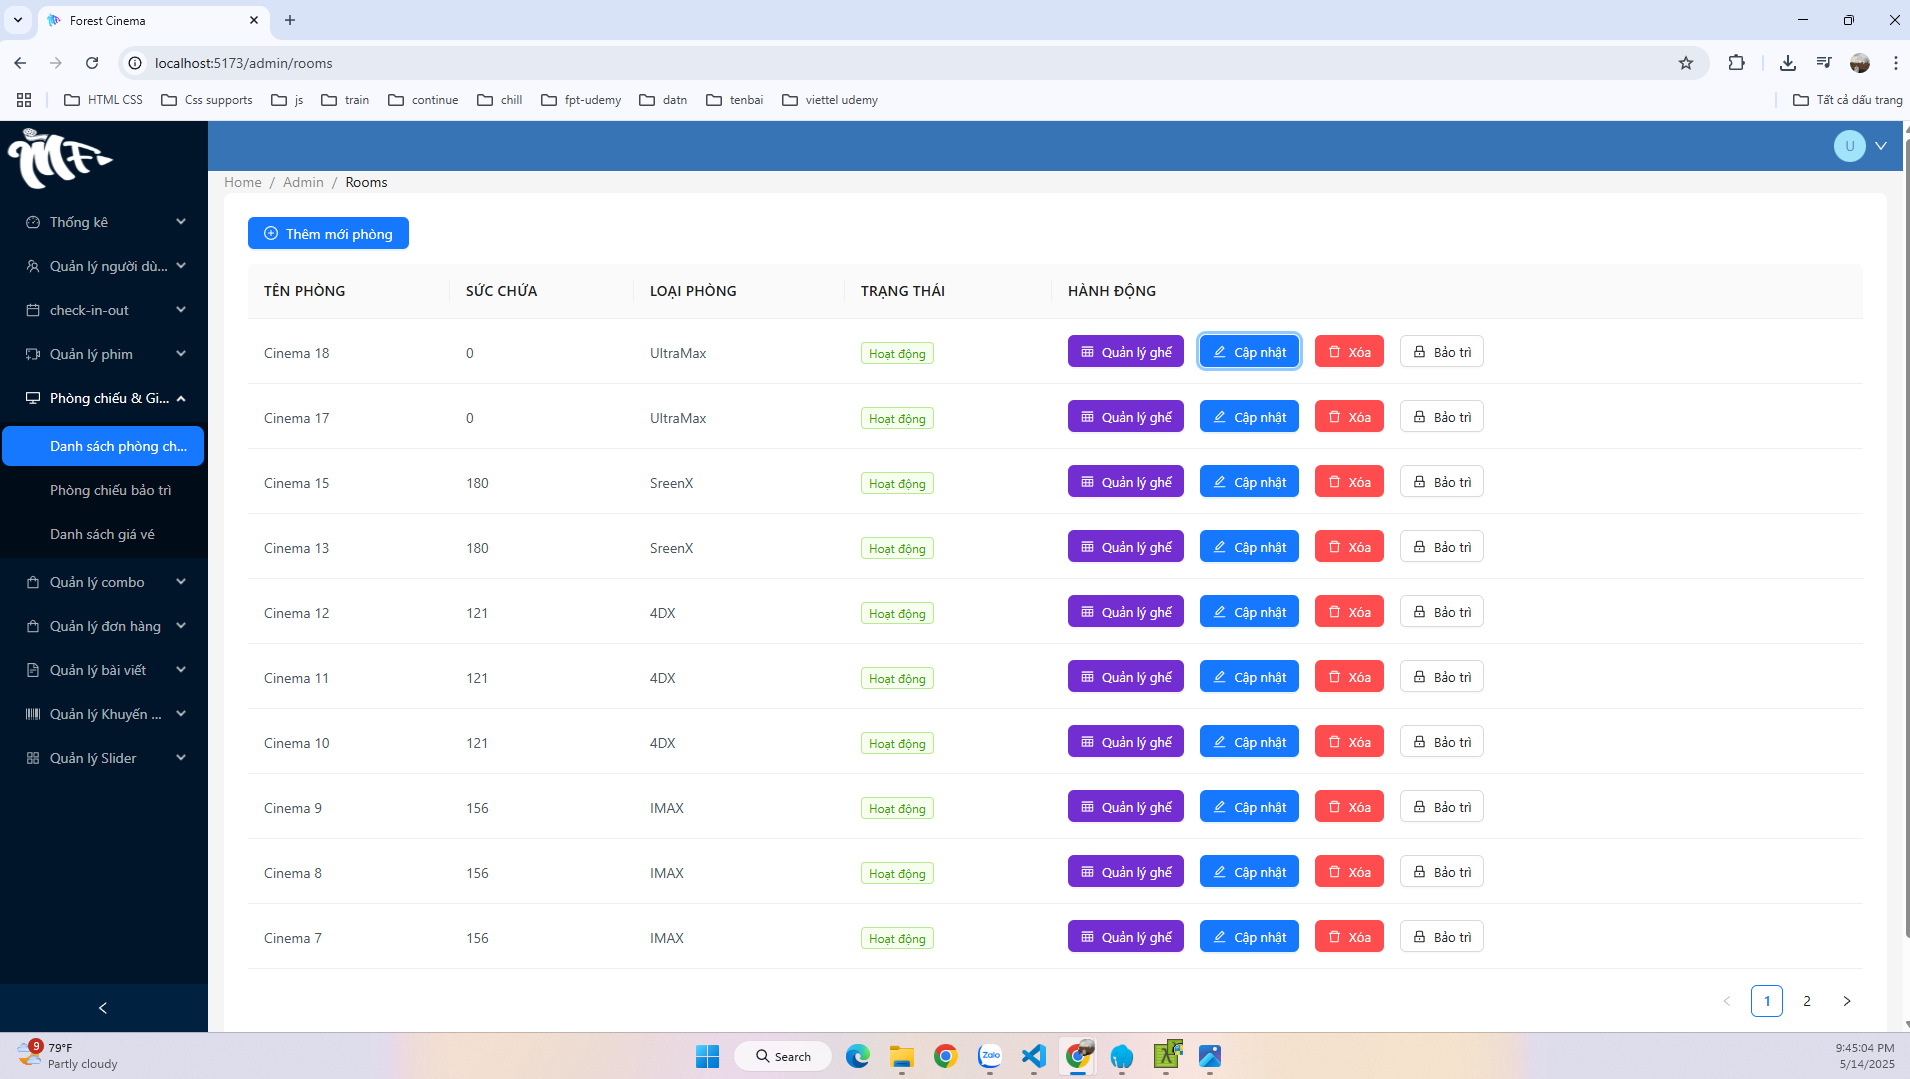 Forest Cinema
localhost:5173/admin/rooms
HTML CSS
Css supports
js
train
continue
chill
fpt-udemy
datn
tenbai
viettel udemy
Tất cả dấu trang
MF
U
Home / Admin / Rooms
Thống kê
Quản lý người dù...
check-in-out
Quản lý phim
Phòng chiếu & Gi...
Danh sách phòng ch...
Phòng chiếu bảo trì
Danh sách giá vé
Quản lý combo
Quản lý đơn hàng
Quản lý bài viết
Quản lý Khuyến ...
Quản lý Slider
Thêm mới phòng
TÊN PHÒNG SỨC CHỨA LOẠI PHÒNG TRẠNG THÁI HÀNH ĐỘNG
Cinema 18 0 UltraMax Hoạt động Quản lý ghế Cập nhật Xóa Bảo trì
Cinema 17 0 UltraMax Hoạt động Quản lý ghế Cập nhật Xóa Bảo trì
Cinema 15 180 SreenX Hoạt động Quản lý ghế Cập nhật Xóa Bảo trì
Cinema 13 180 SreenX Hoạt động Quản lý ghế Cập nhật Xóa Bảo trì
Cinema 12 121 4DX Hoạt động Quản lý ghế Cập nhật Xóa Bảo trì
Cinema 11 121 4DX Hoạt động Quản lý ghế Cập nhật Xóa Bảo trì
Cinema 10 121 4DX Hoạt động Quản lý ghế Cập nhật Xóa Bảo trì
Cinema 9 156 IMAX Hoạt động Quản lý ghế Cập nhật Xóa Bảo trì
Cinema 8 156 IMAX Hoạt động Quản lý ghế Cập nhật Xóa Bảo trì
Cinema 7 156 IMAX Hoạt động Quản lý ghế Cập nhật Xóa Bảo trì
1 2
9
79°F
Partly cloudy
Search
Zalo
9:45:04 PM
5/14/2025